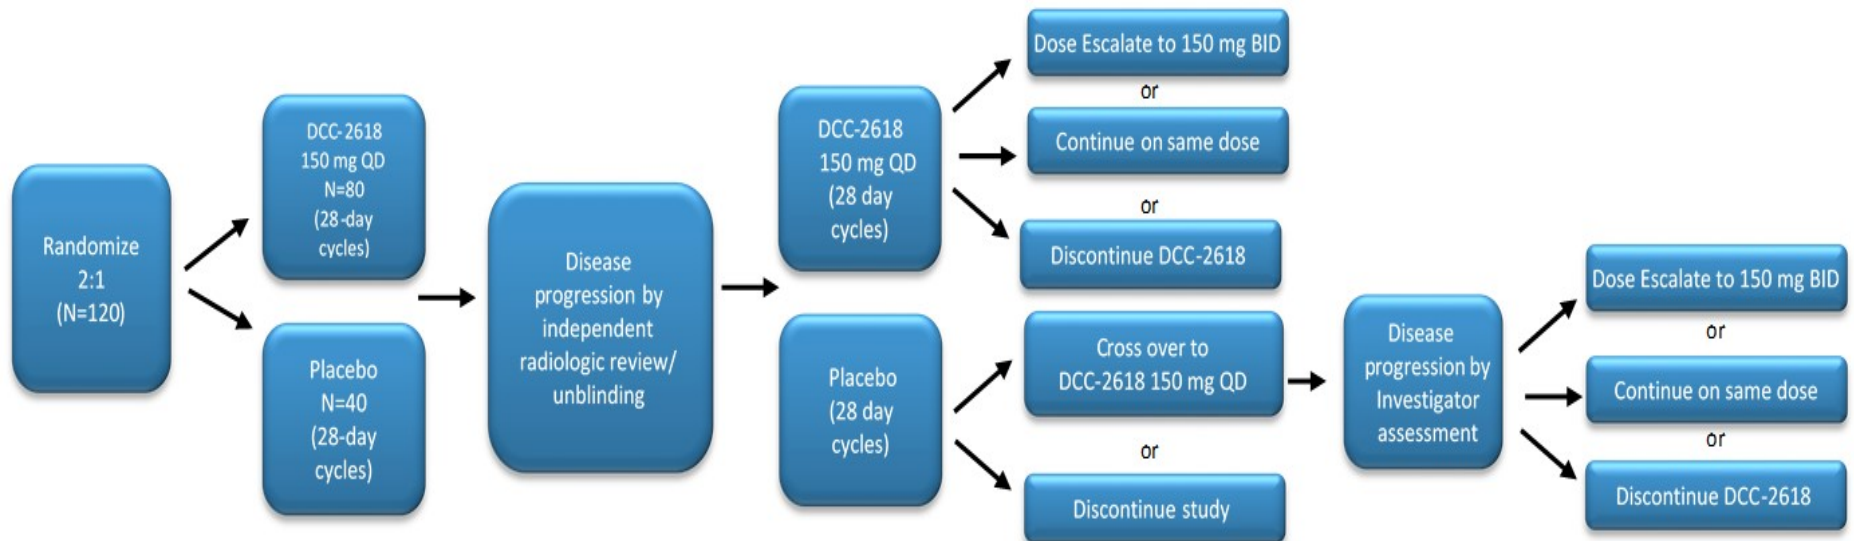 Randomize
2:1
(N=120)
DCC-2618
150 mg QD
N=80
(28-day
cycles)
Placebo
N=40
(28-day
cycles)
Disease
progression by
independent
radiologic review/
unblinding
DCC-2618
150 mg QD
(28 day
cycles)
Dose Escalate to 150 mg BID
or
Continue on same dose
or
Discontinue DCC-2618
Placebo
(28 day
cycles)
Cross over to
DCC-2618 150 mg QD
or
Discontinue study
Disease
progression by
Investigator
assessment
Dose Escalate to 150 mg BID
or
Continue on same dose
or
Discontinue DCC-2618